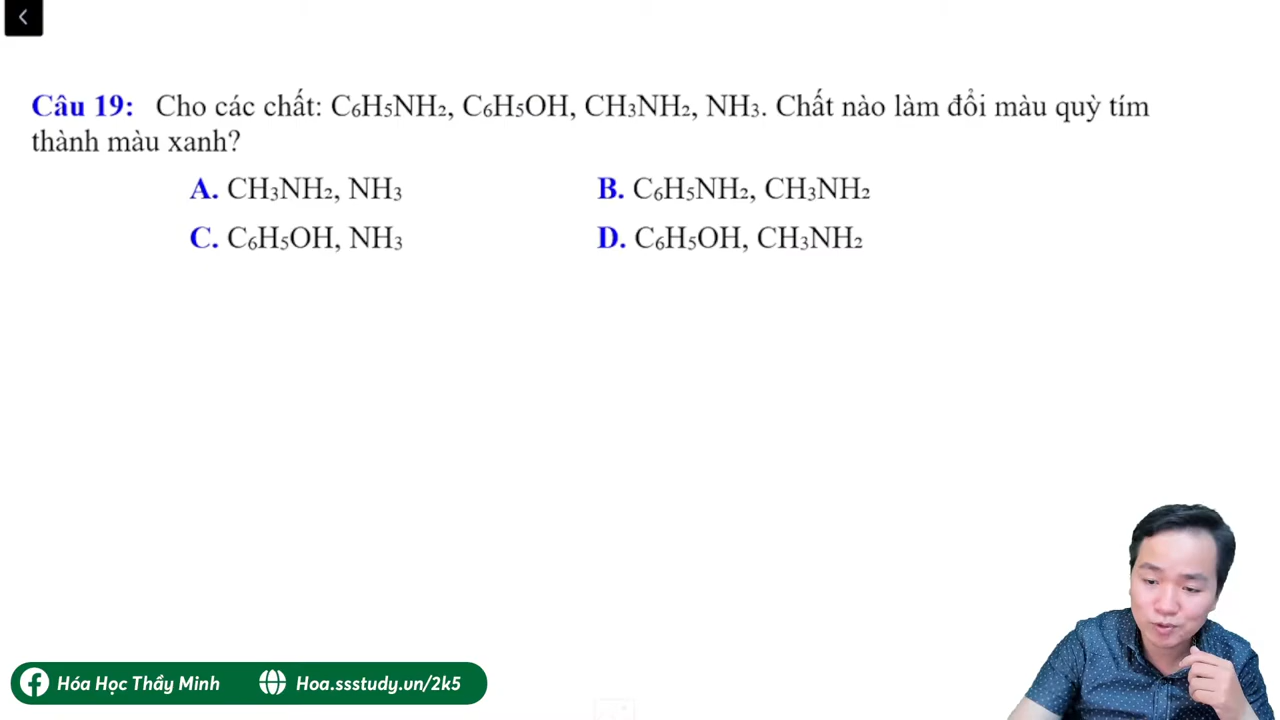 Câu 19: Cho các chất: C₆H₅NH₂, C₆H₅OH, CH₃NH₂, NH₃. Chất nào làm đổi màu quỳ tím
thành màu xanh?
A. CH₃NH₂, NH₃ B. C₆H₅NH₂, CH₃NH₂
C. C₆H₅OH, NH₃ D. C₆H₅OH, CH₃NH₂
Hóa Học Thầy Minh Hoa.ssstudy.vn/2k5